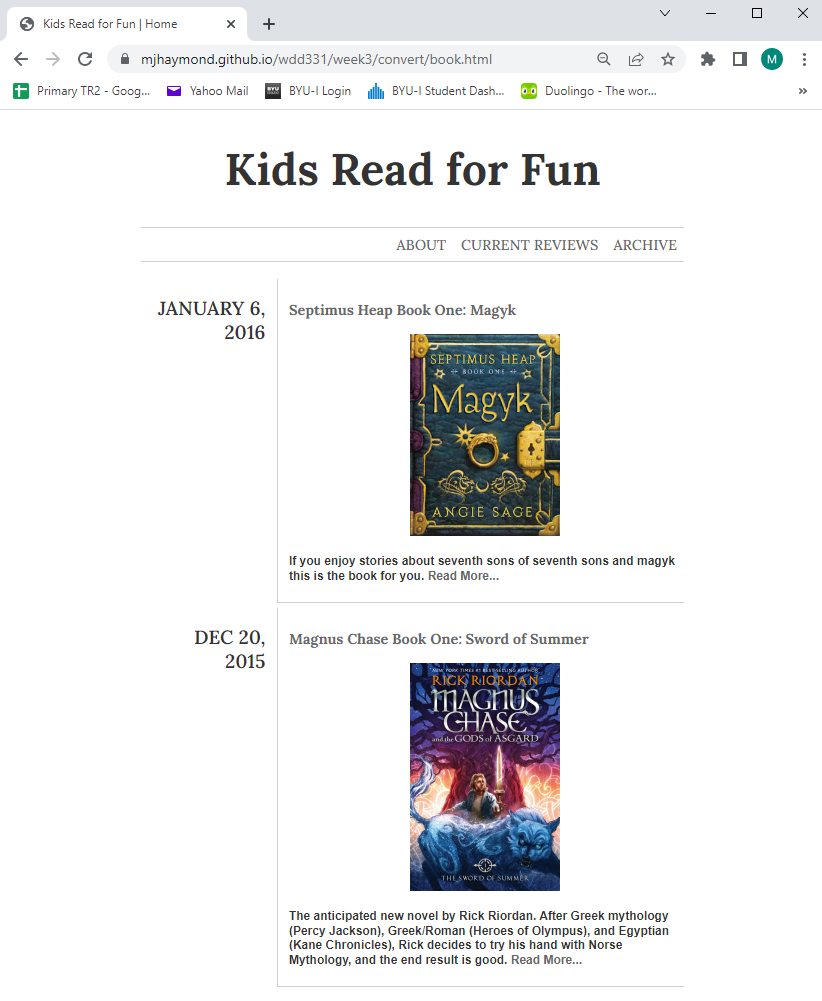 Kids Read for Fun | Home
mjhaymond.github.io/wdd331/week3/convert/book.html
M
Primary TR2 - Goog... Yahoo Mail BYU-I Login BYU-I Student Dash... Duolingo - The wor... »
Kids Read for Fun
ABOUT CURRENT REVIEWS ARCHIVE
JANUARY 6,
2016
Septimus Heap Book One: Magyk
SEPTIMUS HEAP
BOOK ONE
Magyk
ANGIE SAGE
If you enjoy stories about seventh sons of seventh sons and magyk
this is the book for you. Read More...
DEC 20,
2015
Magnus Chase Book One: Sword of Summer
NEW YORK TIMES #1 BESTSELLING AUTHOR
RICK RIORDAN
MAGNUS
CHASE
and the GODS of ASGARD
THE SWORD OF SUMMER
The anticipated new novel by Rick Riordan. After Greek mythology
(Percy Jackson), Greek/Roman (Heroes of Olympus), and Egyptian
(Kane Chronicles), Rick decides to try his hand with Norse
Mythology, and the end result is good. Read More...